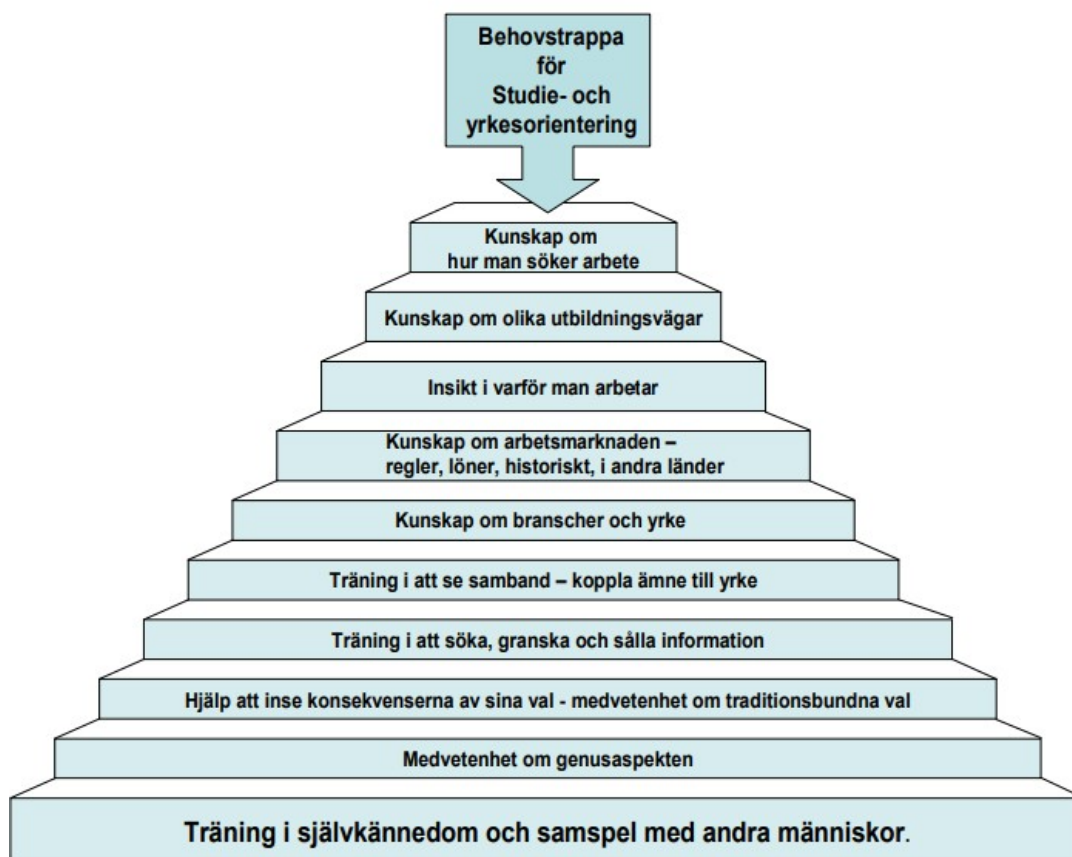 Behovstrappa
för
Studie- och
yrkesorientering
Kunskap om
hur man söker arbete
Kunskap om olika utbildningsvägar
Insikt i varför man arbetar
Kunskap om arbetsmarknaden –
regler, löner, historiskt, i andra länder
Kunskap om branscher och yrke
Träning i att se samband – koppla ämne till yrke
Träning i att söka, granska och sålla information
Hjälp att inse konsekvenserna av sina val - medvetenhet om traditionsbundna val
Medvetenhet om genusaspekten
Träning i självkännedom och samspel med andra människor.